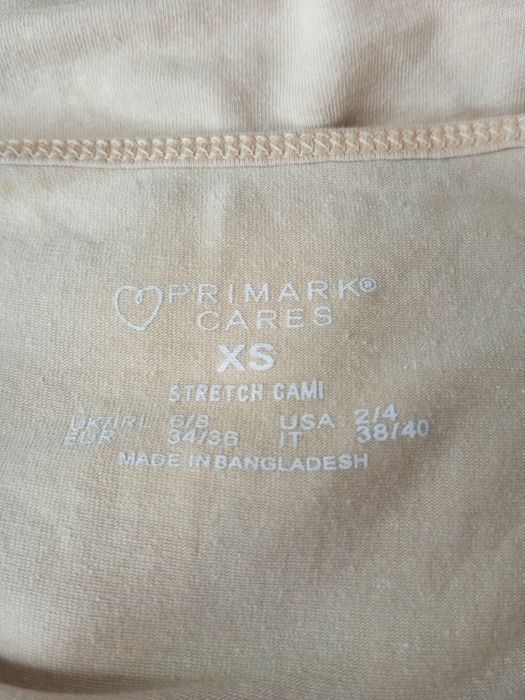 PRIMARK®
CARES
XS
STRETCH CAMI
UK/IRL 6/8 USA 2/4
EUR 34/36 IT 38/40
MADE IN BANGLADESH